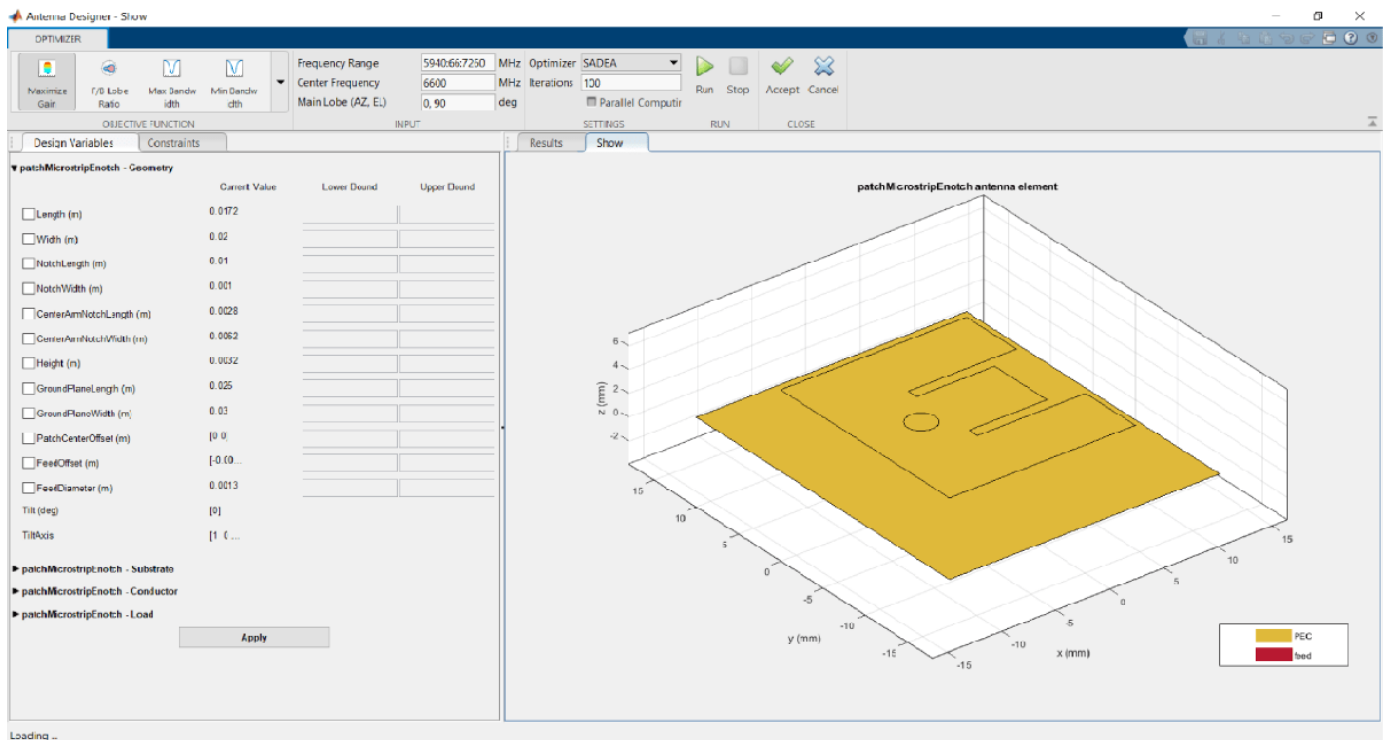 Antenna Designer - Show
OPTIMIZER
Maximize Gain
F/B Lobe Ratio
Max Bandwidth
Min Bandwidth
OBJECTIVE FUNCTION
Frequency Range 5940:66:7260 MHz
Center Frequency 6600 MHz
Main Lobe (AZ, EL) 0, 90 deg
INPUT
Optimizer SADEA
Iterations 100
Parallel Computin
SETTINGS
Run Stop
RUN
Accept Cancel
CLOSE
Design Variables Constraints
patchMicrostripEnotch - Geometry
Current Value Lower Bound Upper Bound
Length (m) 0.0172
Width (m) 0.02
NotchLength (m) 0.01
NotchWidth (m) 0.001
CenterArmNotchLength (m) 0.0028
CenterArmNotchWidth (m) 0.0062
Height (m) 0.0032
GroundPlaneLength (m) 0.025
GroundPlaneWidth (m) 0.03
PatchCenterOffset (m) [0 0]
FeedOffset (m) [-0.00...
FeedDiameter (m) 0.0013
Tilt (deg) [0]
TiltAxis [1 0 ...
patchMicrostripEnotch - Substrate
patchMicrostripEnotch - Conductor
patchMicrostripEnotch - Load
Apply
Results Show
patchMicrostripEnotch antenna element
6
4
2
0
-2
z (mm)
15
10
5
0
-5
-10
-15
y (mm)
15
10
5
0
-5
-10
-15
x (mm)
PEC
feed
Loading ...